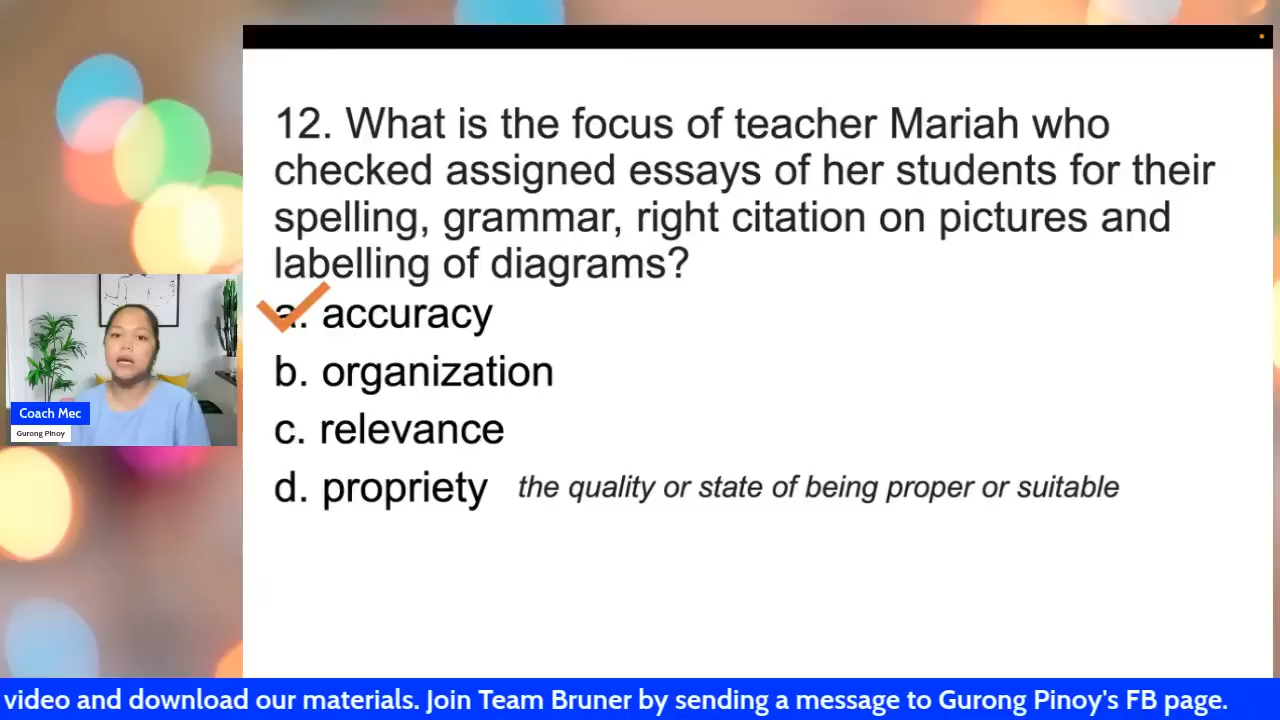 12. What is the focus of teacher Mariah who
checked assigned essays of her students for their
spelling, grammar, right citation on pictures and
labelling of diagrams?
a. accuracy
b. organization
c. relevance
d. propriety the quality or state of being proper or suitable
Coach Mec
Gurong Pinoy
video and download our materials. Join Team Bruner by sending a message to Gurong Pinoy's FB page.